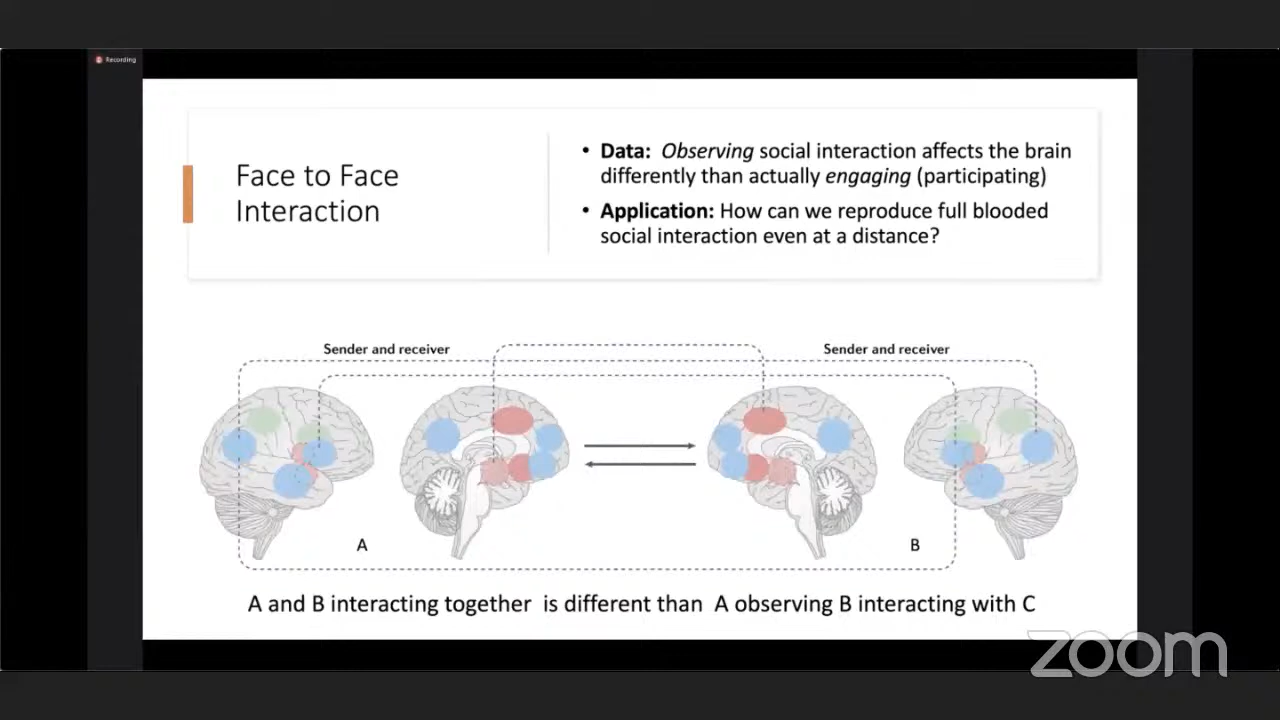 Recording
Face to Face
Interaction
• Data: Observing social interaction affects the brain
differently than actually engaging (participating)
• Application: How can we reproduce full blooded
social interaction even at a distance?
Sender and receiver
Sender and receiver
A
B
A and B interacting together is different than A observing B interacting with C
zoom